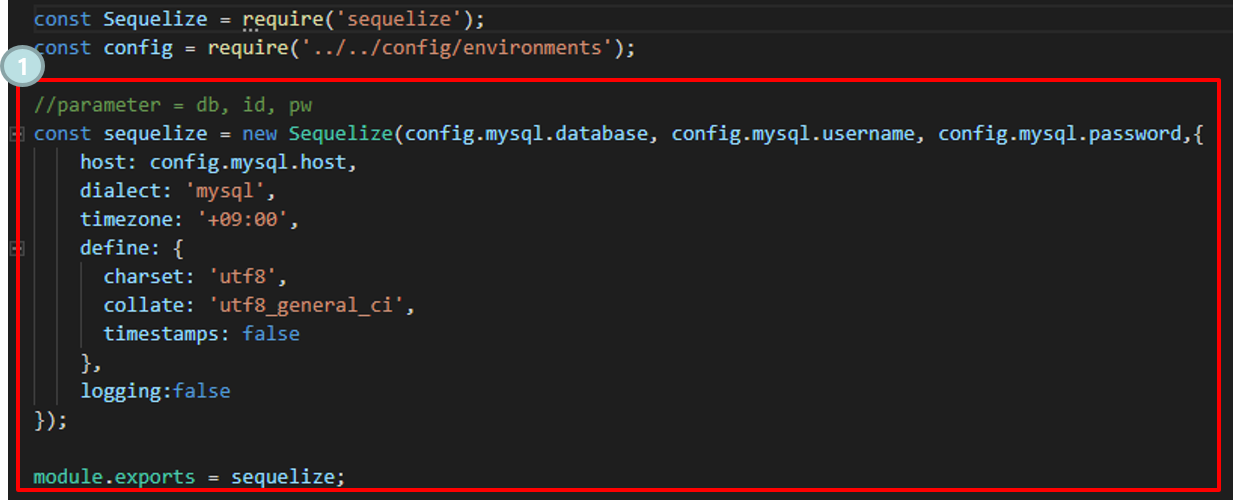 const Sequelize = require('sequelize');
const config = require('../../config/environments');
1
//parameter = db, id, pw
const sequelize = new Sequelize(config.mysql.database, config.mysql.username, config.mysql.password,{
    host: config.mysql.host,
    dialect: 'mysql',
    timezone: '+09:00',
    define: {
      charset: 'utf8',
      collate: 'utf8_general_ci',
      timestamps: false
    },
    logging:false
});
module.exports = sequelize;